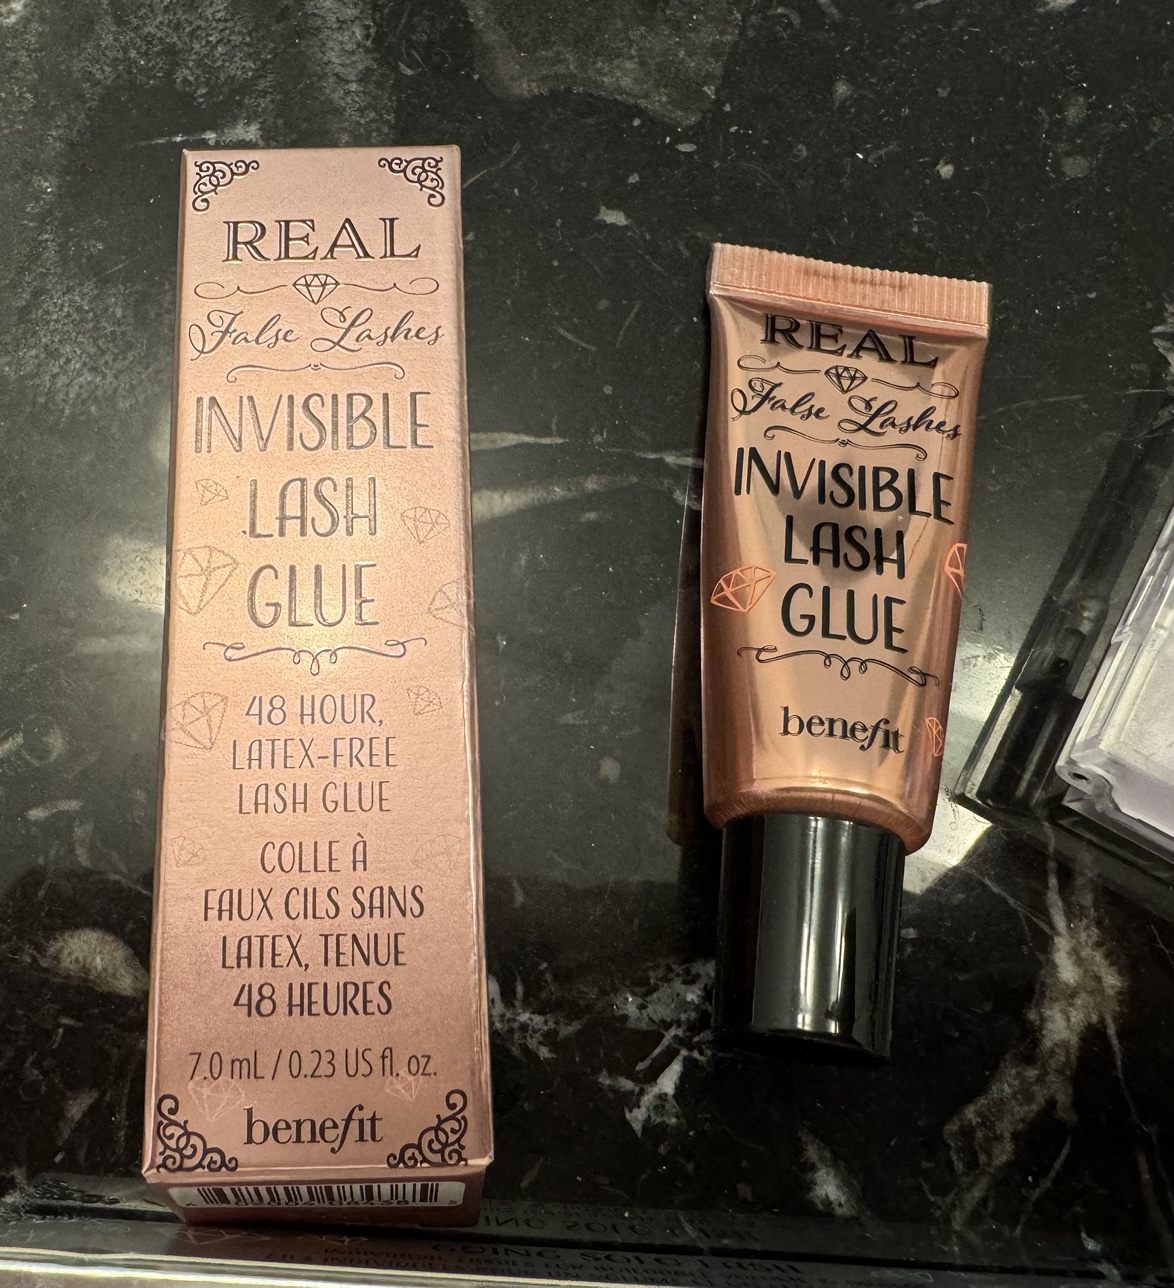 REAL
False Lashes
INVISIBLE
LASH
GLUE
48 HOUR,
LATEX-FREE
LASH GLUE
COLLE À
FAUX CILS SANS
LATEX, TENUE
48 HEURES
7.0 mL / 0.23 US fl. oz.
benefit
REAL
False Lashes
INVISIBLE
LASH
GLUE
benefit